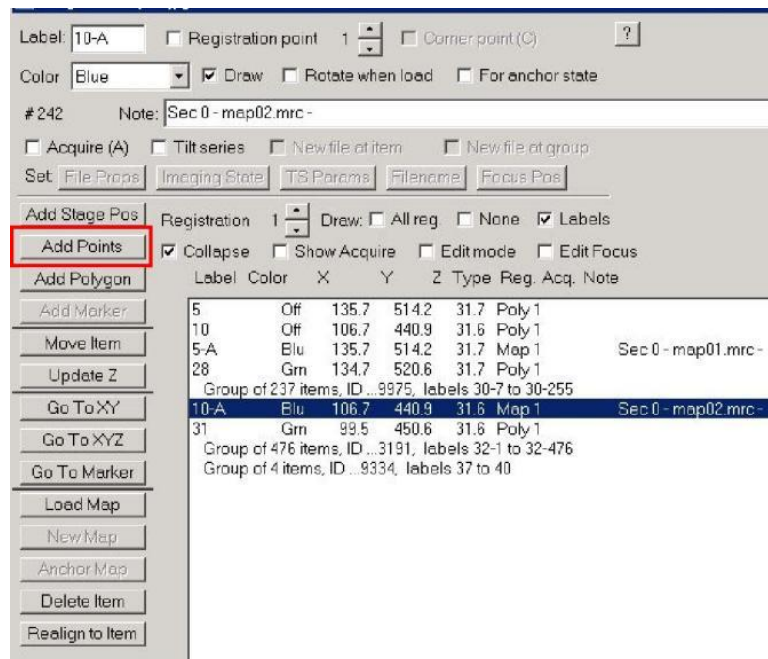 Label: 10-A Registration point 1 Corner point (C) ?
Color Blue Draw Rotate when load For anchor state
# 242 Note: Sec 0 - map02.mrc -
Acquire (A) Tilt series New file at item New file at group
Set: File Props Imaging State TS Params Filename Focus Pos
Add Stage Pos Registration 1 Draw: All reg. None Labels
Add Points Collapse Show Acquire Edit mode Edit Focus
Add Polygon Label Color X Y Z Type Reg. Acq. Note
Add Marker 5 Off 135.7 514.2 31.7 Poly 1
10 Off 106.7 440.9 31.6 Poly 1
Move Item 5-A Blu 135.7 514.2 31.7 Map 1 Sec 0 - map01.mrc -
Update Z 28 Grn 134.7 520.6 31.7 Poly 1
Group of 237 items, ID ...9975, labels 30-7 to 30-255
Go To XY 10-A Blu 106.7 440.9 31.6 Map 1 Sec 0 - map02.mrc -
31 Grn 99.5 450.6 31.6 Poly 1
Go To XYZ Group of 476 items, ID ...3191, labels 32-1 to 32-476
Go To Marker Group of 4 items, ID ...9334, labels 37 to 40
Load Map
New Map
Anchor Map
Delete Item
Realign to Item